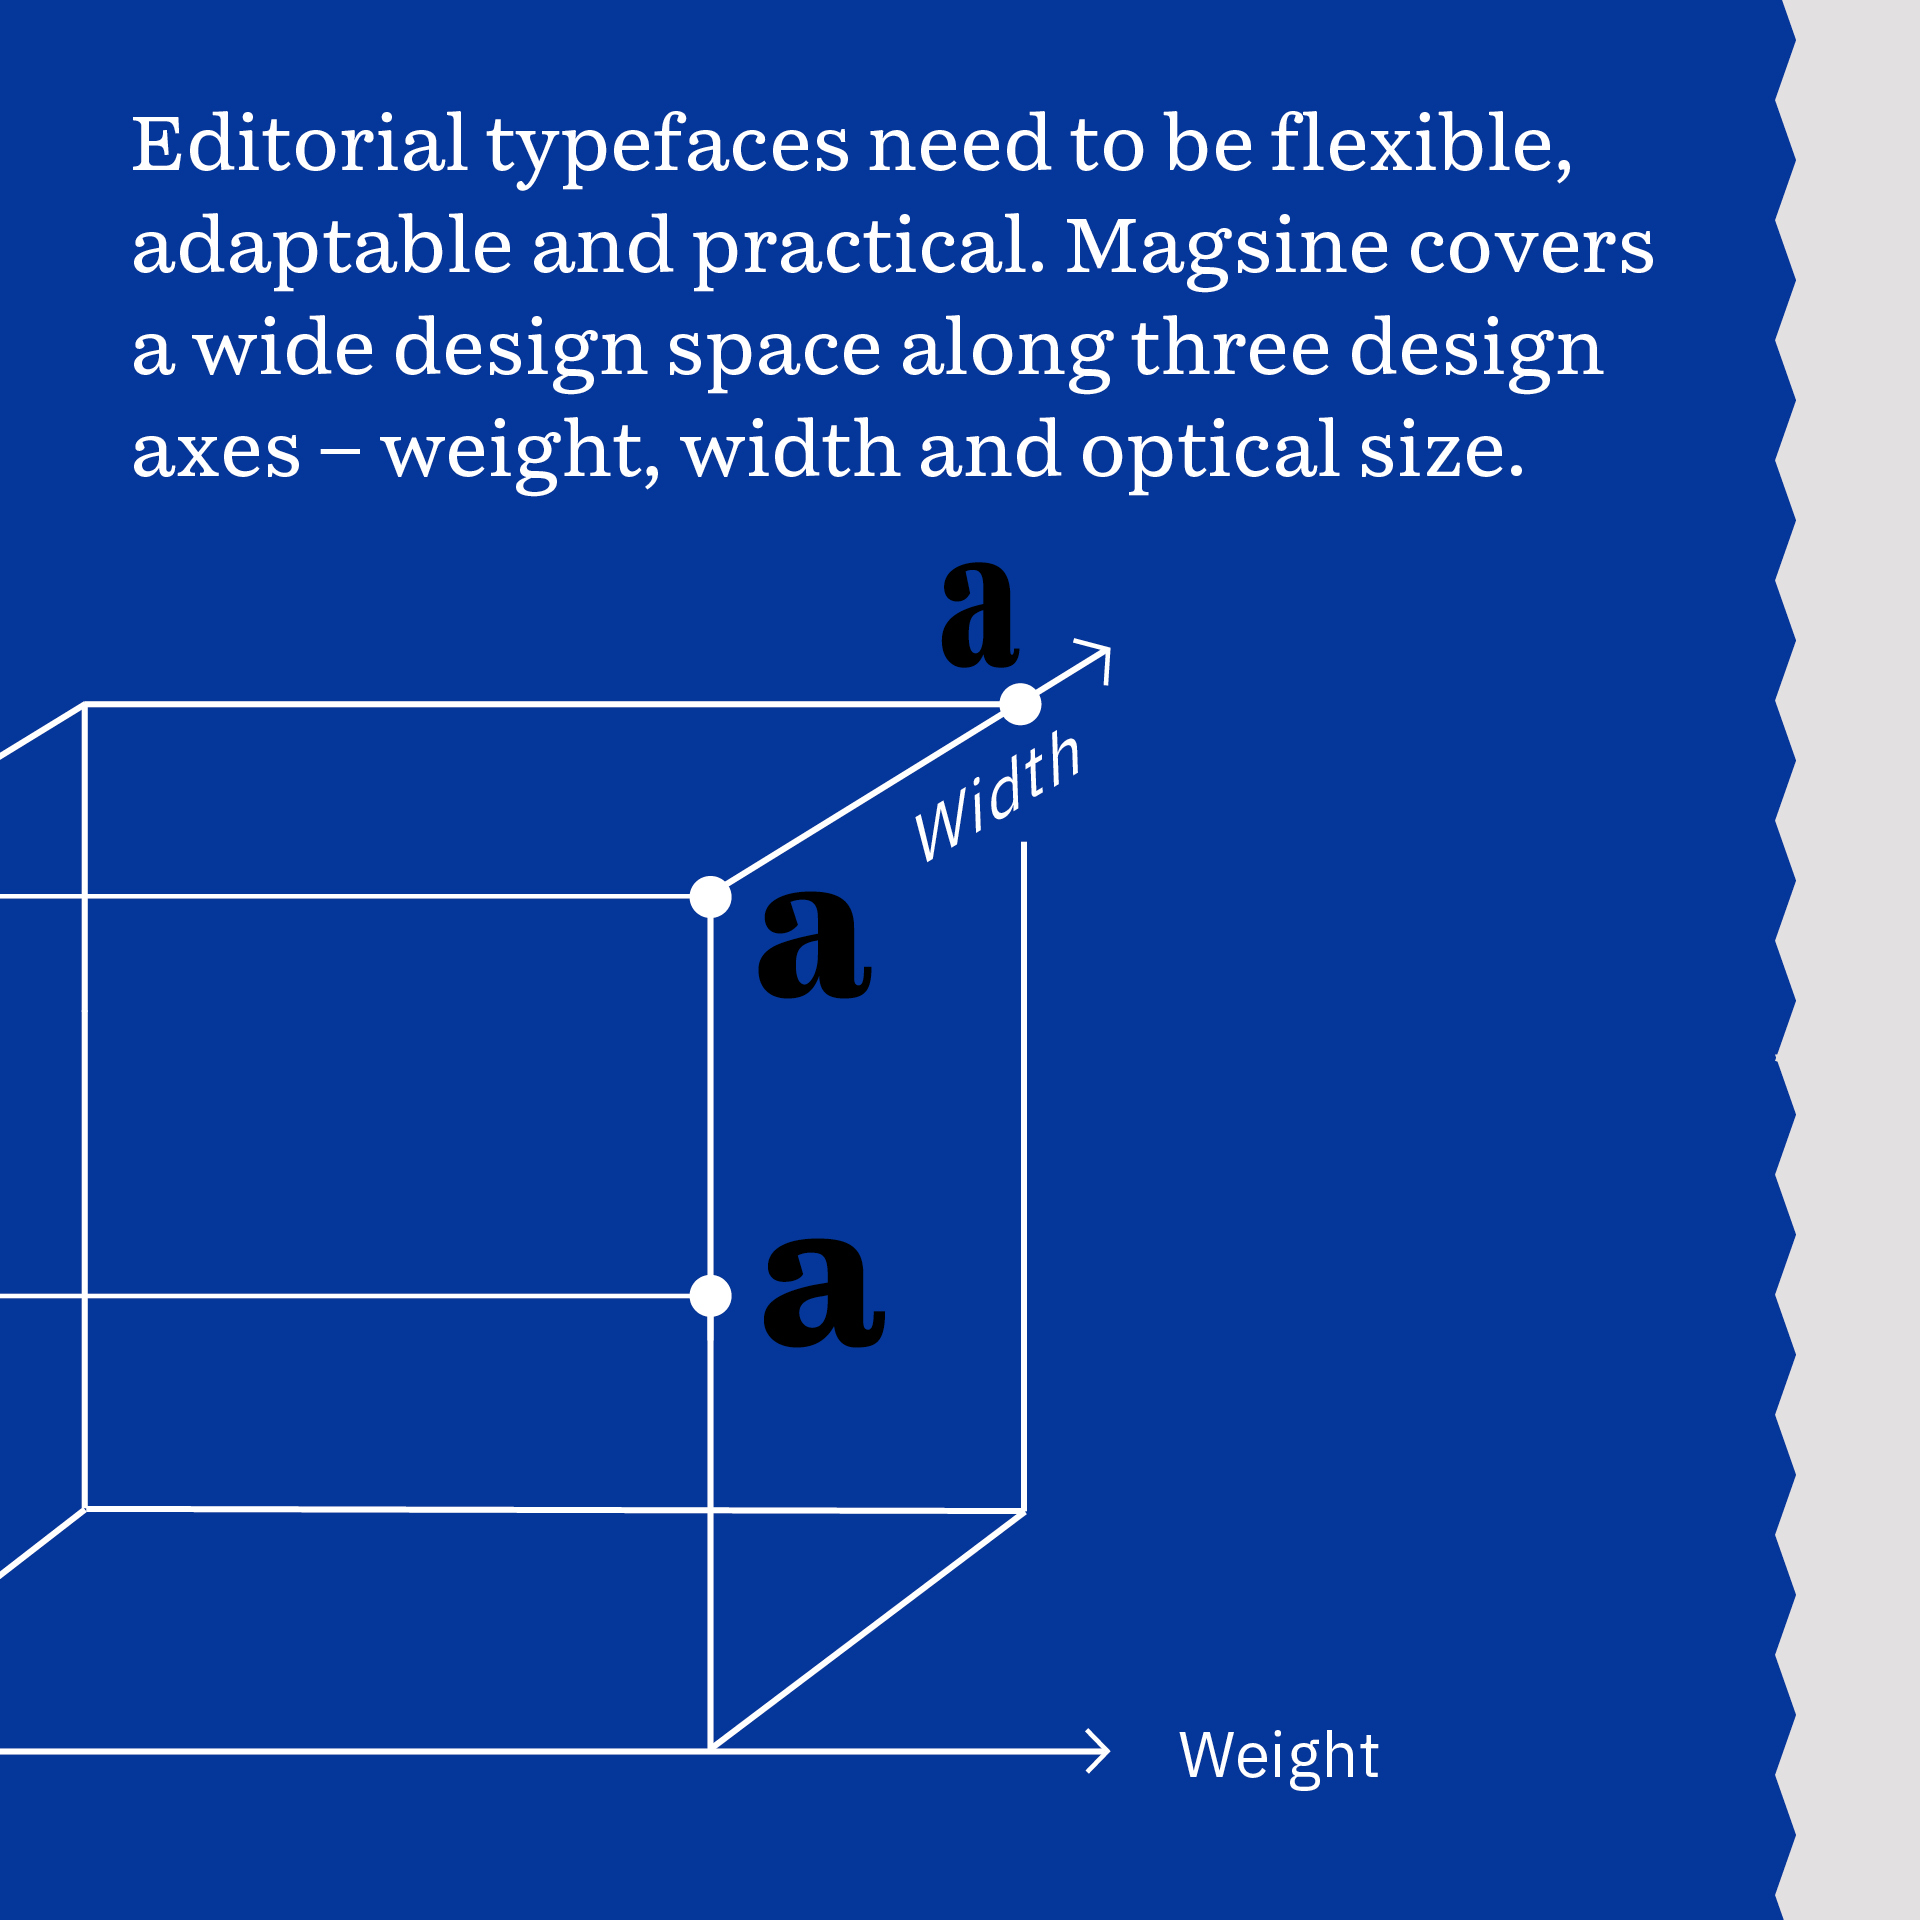 Editorial typefaces need to be flexible,
adaptable and practical. Magsine covers
a wide design space along three design
axes – weight, width and optical size.
a
Width
a
a
Weight